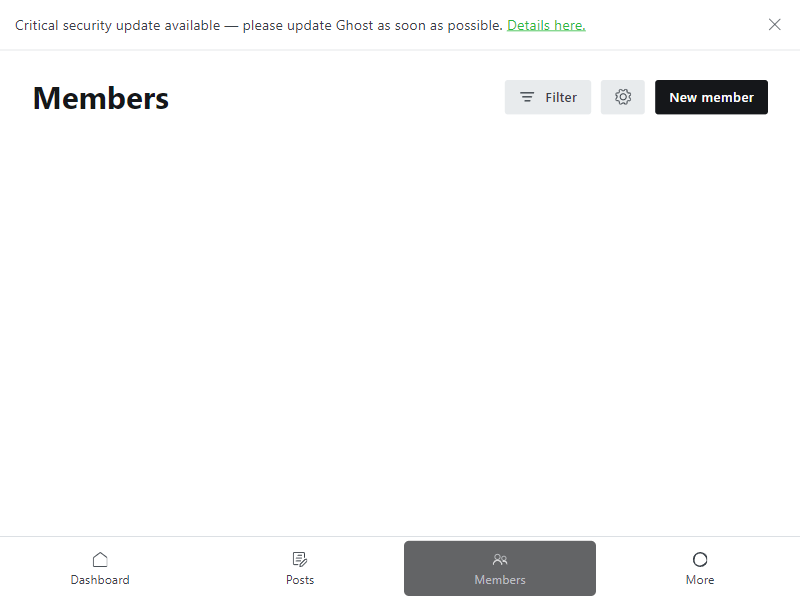 Critical security update available — please update Ghost as soon as possible. Details here.
Members
Filter
New member
Dashboard
Posts
Members
More